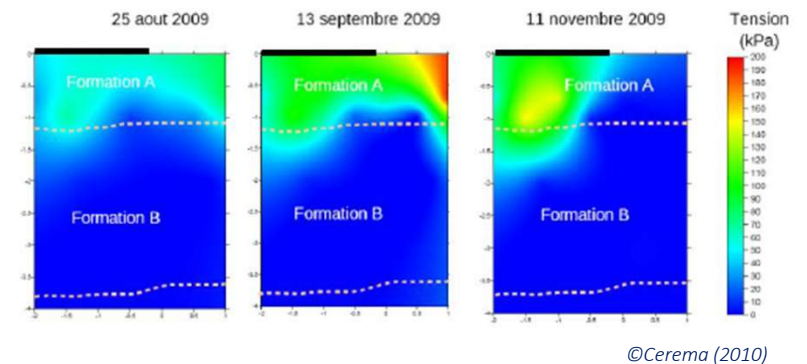 25 aout 2009
13 septembre 2009
11 novembre 2009
Tension
(kPa)
Formation A
Formation B
Formation A
Formation B
Formation A
Formation B
200
190
180
170
160
150
140
130
120
110
100
90
80
70
60
50
40
30
20
10
0
©Cerema (2010)